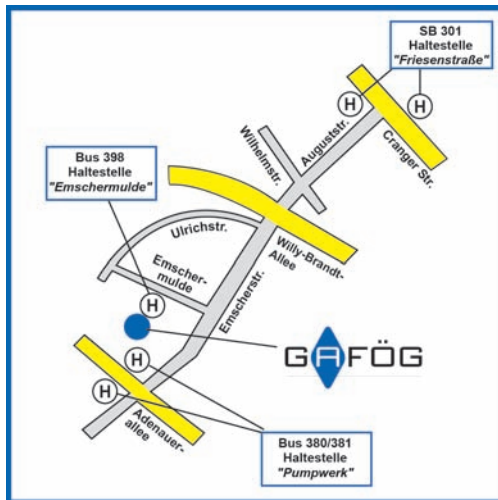 SB 301
Haltestelle
"Friesenstraße"
H
H
Wilhelmstr.
Auguststr.
Cranger Str.
Bus 398
Haltestelle
"Emschermulde"
Ulrichstr.
Willy-Brandt-
Allee
Emscher-
mulde
Emscherstr.
H
GAFÖG
H
H
Adenauer-
allee
Bus 380/381
Haltestelle
"Pumpwerk"